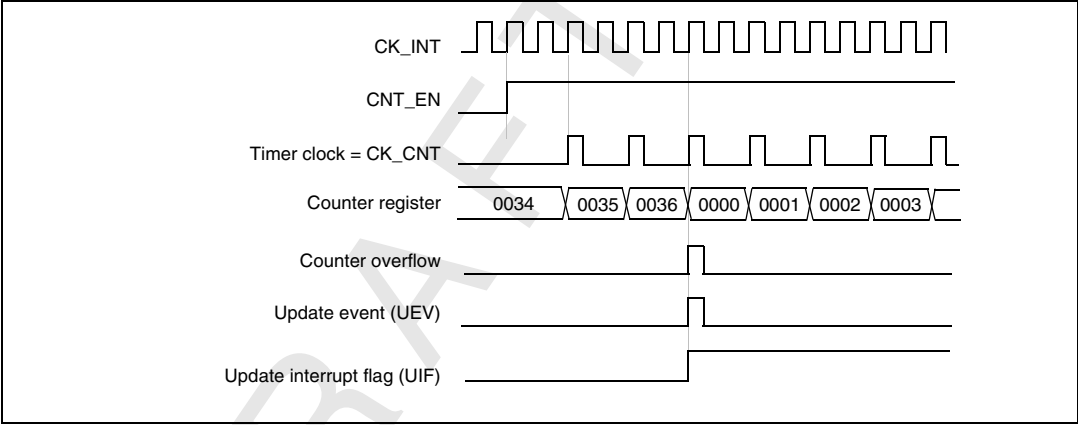 CK_INT
CNT_EN
Timer clock = CK_CNT
Counter register
0034 0035 0036 0000 0001 0002 0003
Counter overflow
Update event (UEV)
Update interrupt flag (UIF)
RAFT